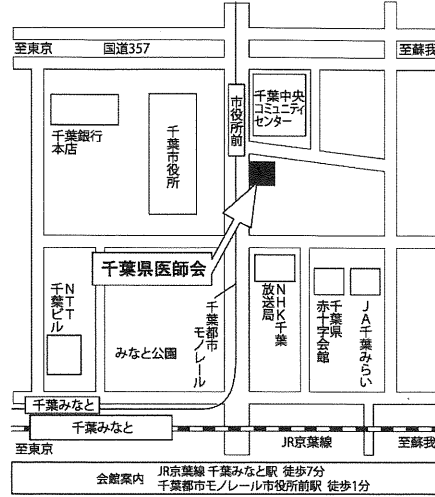 至東京
国道357
至蘇我
千葉銀行
本店
千葉市役所
市役所前
千葉中央
コミュニティ
センター
千葉県医師会
NTT
千葉ビル
みなと公園
千葉都市
モノレール
NHK千葉
放送局
千葉県
赤十字会館
JA千葉みらい
千葉みなと
千葉みなと
至東京
JR京葉線
至蘇我
会館案内
JR京葉線 千葉みなと駅 徒歩7分
千葉都市モノレール市役所前駅 徒歩1分